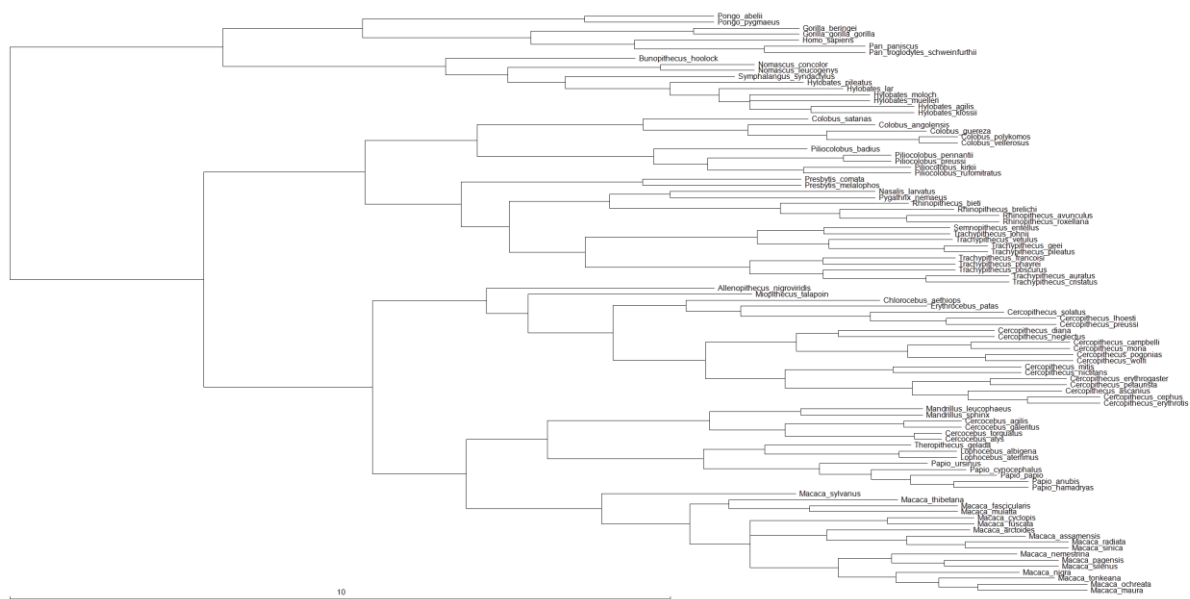 Pongo_abelii
Pongo_pygmaeus
Gorilla_beringei
Gorilla_gorilla_gorilla
Homo_sapiens
Pan_paniscus
Pan_troglodytes_schweinfurthii
Bunopithecus_hoolock
Nomascus_concolor
Nomascus_leucogenys
Symphalangus_syndactylus
Hylobates_pileatus
Hylobates_lar
Hylobates_moloch
Hylobates_muelleri
Hylobates_agilis
Hylobates_klossii
Colobus_satanas
Colobus_angolensis
Colobus_guereza
Colobus_polykomos
Colobus_vellerosus
Piliocolobus_badius
Piliocolobus_pennantii
Piliocolobus_preussi
Piliocolobus_kirkii
Piliocolobus_rufomitratus
Presbytis_comata
Presbytis_melalophos
Nasalis_larvatus
Pygathrix_nemaeus
Rhinopithecus_bieti
Rhinopithecus_brelichi
Rhinopithecus_avunculus
Rhinopithecus_roxellana
Semnopithecus_entellus
Trachypithecus_johnii
Trachypithecus_vetulus
Trachypithecus_geei
Trachypithecus_pileatus
Trachypithecus_francoisi
Trachypithecus_phayrei
Trachypithecus_obscurus
Trachypithecus_auratus
Trachypithecus_cristatus
Allenopithecus_nigroviridis
Miopithecus_talapoin
Chlorocebus_aethiops
Erythrocebus_patas
Cercopithecus_solatus
Cercopithecus_lhoesti
Cercopithecus_preussi
Cercopithecus_diana
Cercopithecus_neglectus
Cercopithecus_campbelli
Cercopithecus_mona
Cercopithecus_pogonias
Cercopithecus_wolfi
Cercopithecus_mitis
Cercopithecus_nictitans
Cercopithecus_erythrogaster
Cercopithecus_petaurista
Cercopithecus_ascanius
Cercopithecus_cephus
Cercopithecus_erythrotis
Mandrillus_leucophaeus
Mandrillus_sphinx
Cercocebus_agilis
Cercocebus_galeritus
Cercocebus_torquatus
Cercocebus_atys
Theropithecus_gelada
Lophocebus_albigena
Lophocebus_aterrimus
Papio_ursinus
Papio_cynocephalus
Papio_papio
Papio_anubis
Papio_hamadryas
Macaca_sylvanus
Macaca_thibetana
Macaca_fascicularis
Macaca_mulatta
Macaca_cyclopis
Macaca_fuscata
Macaca_arctoides
Macaca_assamensis
Macaca_radiata
Macaca_sinica
Macaca_nemestrina
Macaca_pagensis
Macaca_silenus
Macaca_nigra
Macaca_tonkeana
Macaca_ochreata
Macaca_maura
10